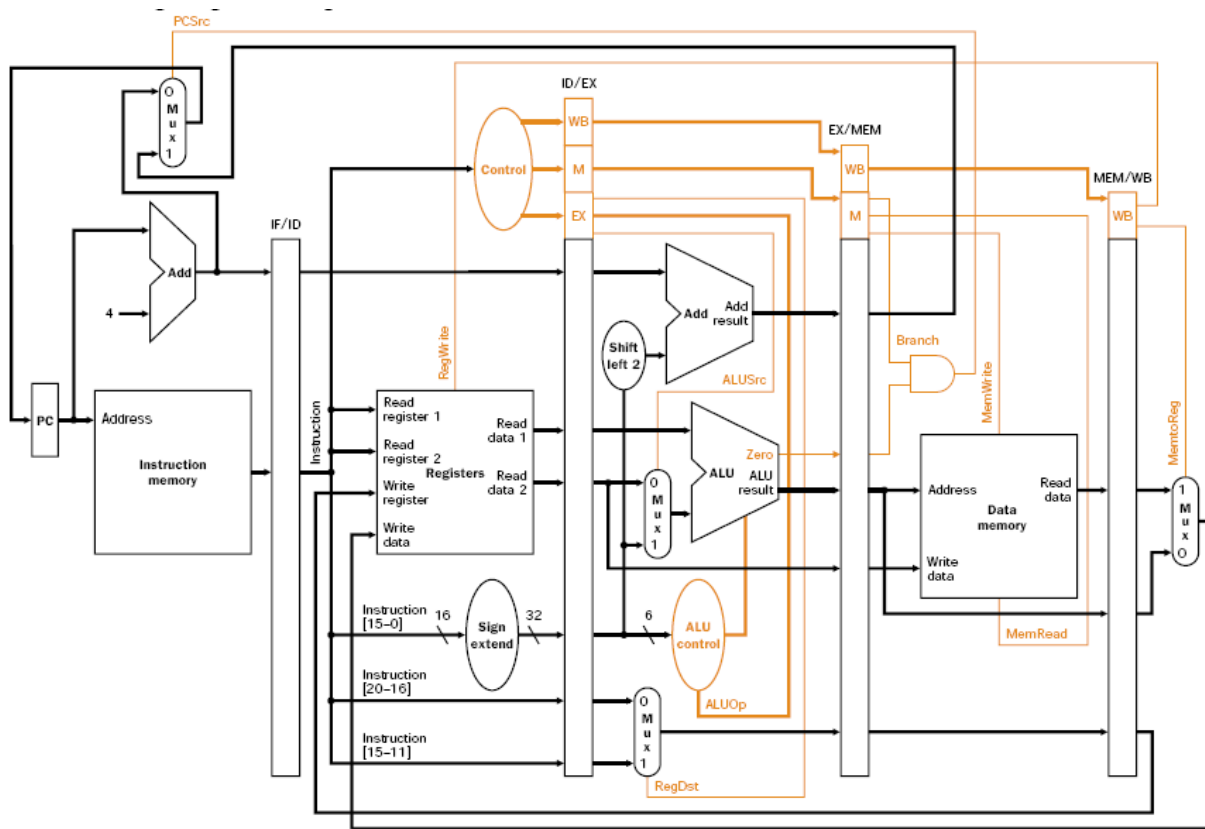 PCSrc
ID/EX
0
M
u
x
1
WB
EX/MEM
Control
M
WB
MEM/WB
IF/ID
EX
M
WB
Add
4
Add
Add
result
Shift
left 2
RegWrite
ALUSrc
Branch
MemWrite
MemtoReg
PC
Address
Instruction
memory
Instruction
Read
register 1
Read
register 2
Registers
Write
register
Write
data
Read
data 1
Read
data 2
0
M
u
x
1
Zero
ALU
ALU
result
Address
Read
data
Data
memory
Write
data
1
M
u
x
0
Instruction
[15–0]
16
Sign
extend
32
6
ALU
control
MemRead
Instruction
[20–16]
0
M
u
x
1
ALUOp
Instruction
[15–11]
RegDst